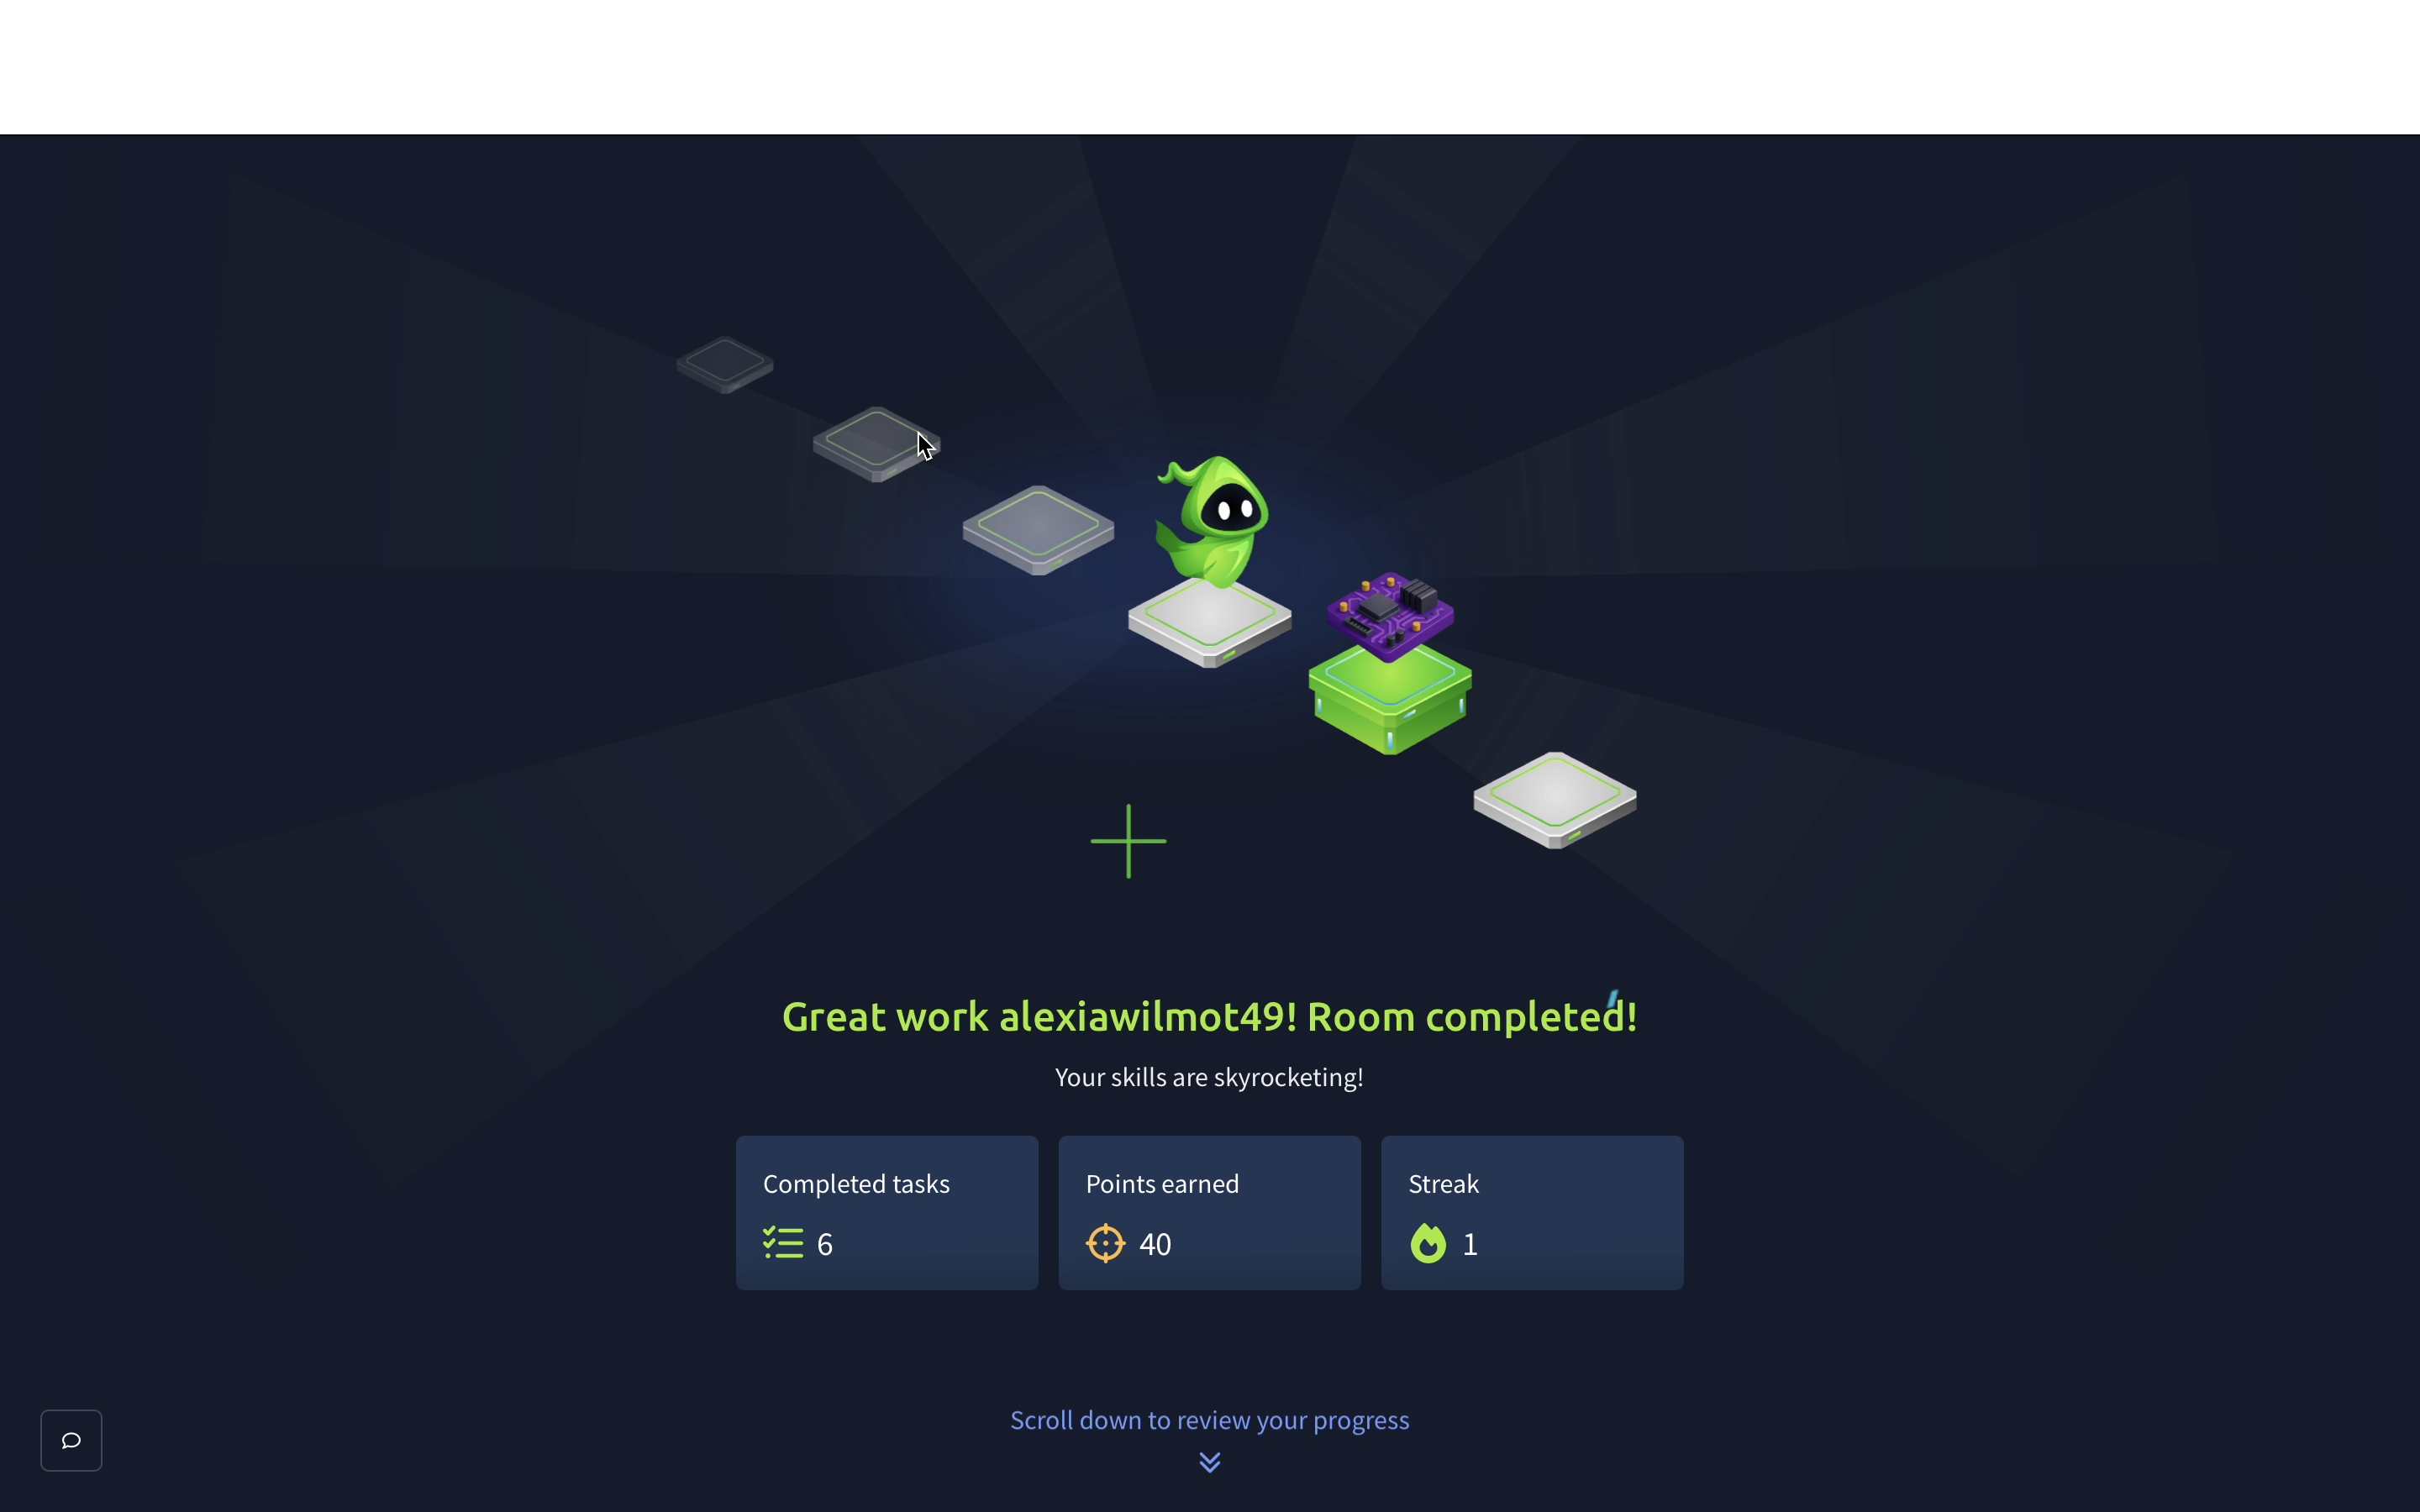 Great work alexiawilmot49! Room completed!
Your skills are skyrocketing!
Completed tasks
6
Points earned
40
Streak
1
Scroll down to review your progress